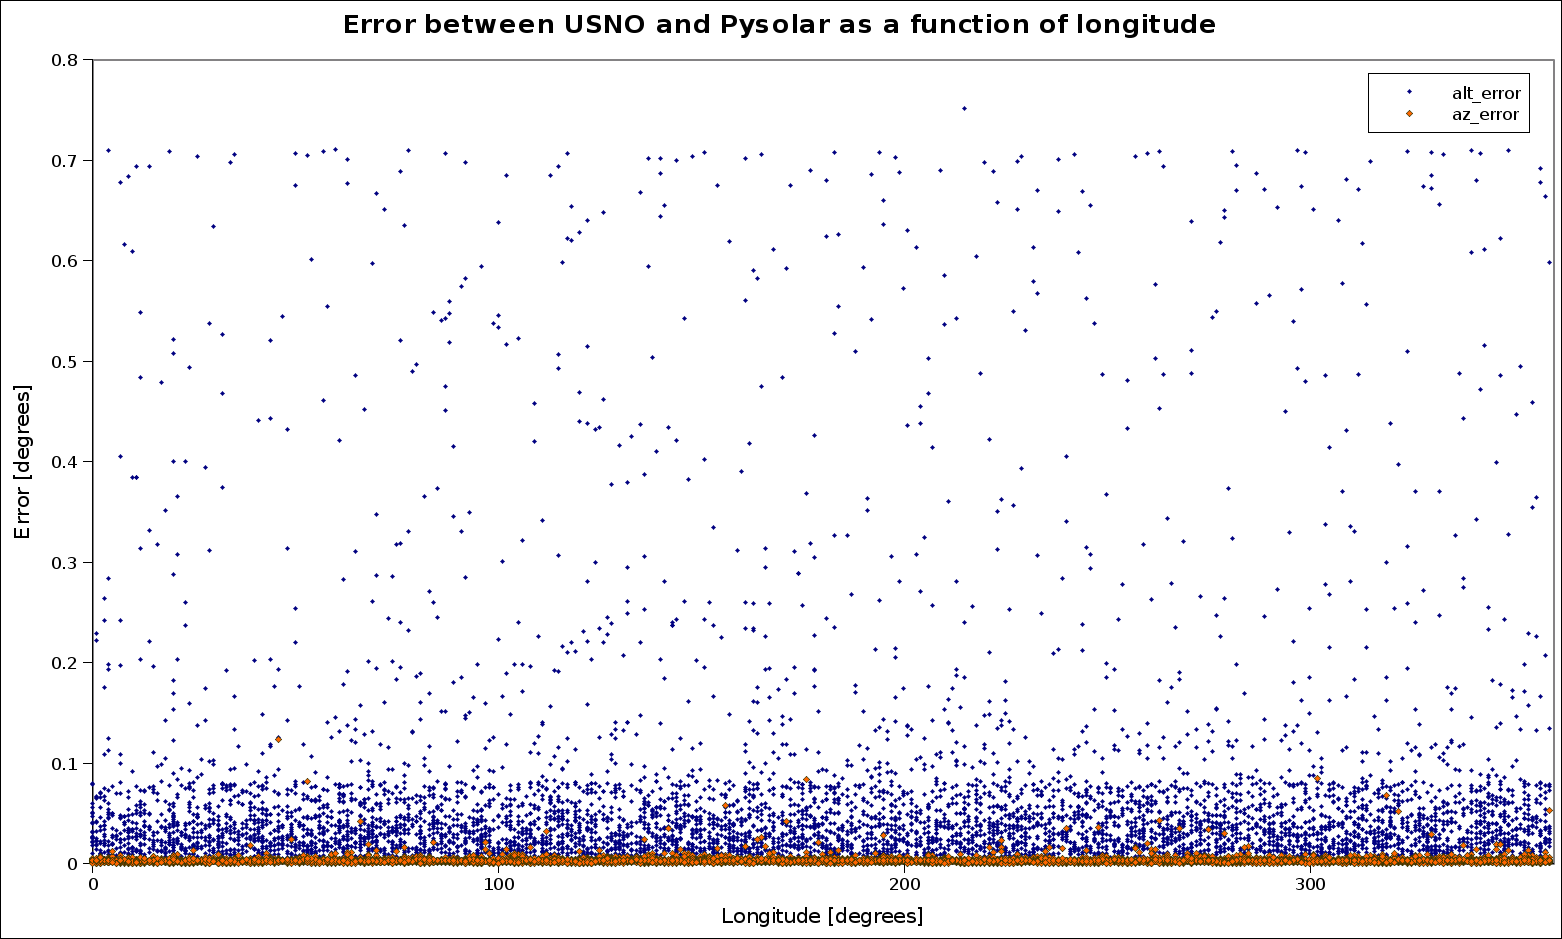 Error between USNO and Pysolar as a function of longitude
alt_error
az_error
0.8
0.7
0.6
0.5
0.4
0.3
0.2
0.1
0
Error [degrees]
0 100 200 300
Longitude [degrees]